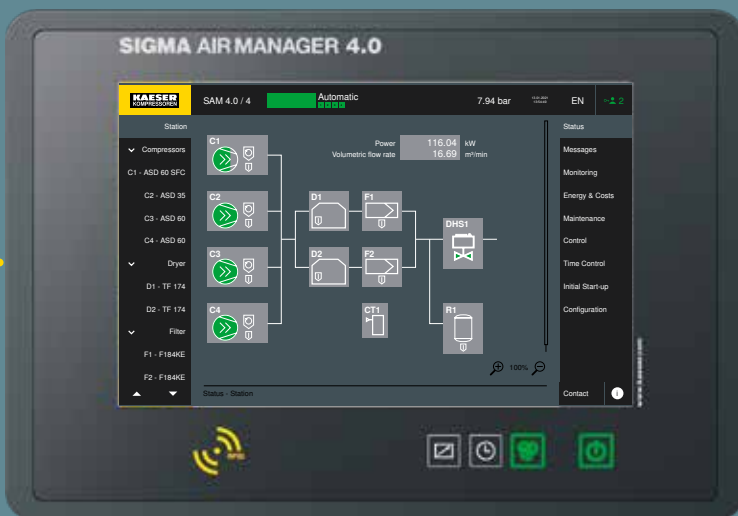 SIGMA AIR MANAGER 4.0
KAESER
KOMPRESSOREN
SAM 4.0 / 4
Automatic
7.94 bar
EN
2
Station
Compressors
C1 - ASD 60 SFC
C2 - ASD 35
C3 - ASD 60
C4 - ASD 60
Dryer
D1 - TF 174
D2 - TF 174
Filter
F1 - F184KE
F2 - F184KE
C1
Power 116.04 kW
Volumetric flow rate 16.69 m³/min
C2
D1
F1
DHS1
C3
D2
F2
C4
CT1
R1
100%
Status - Station
Status
Messages
Monitoring
Energy & Costs
Maintenance
Control
Time Control
Initial Start-up
Configuration
Contact
i
www.kaeser.com
RFID